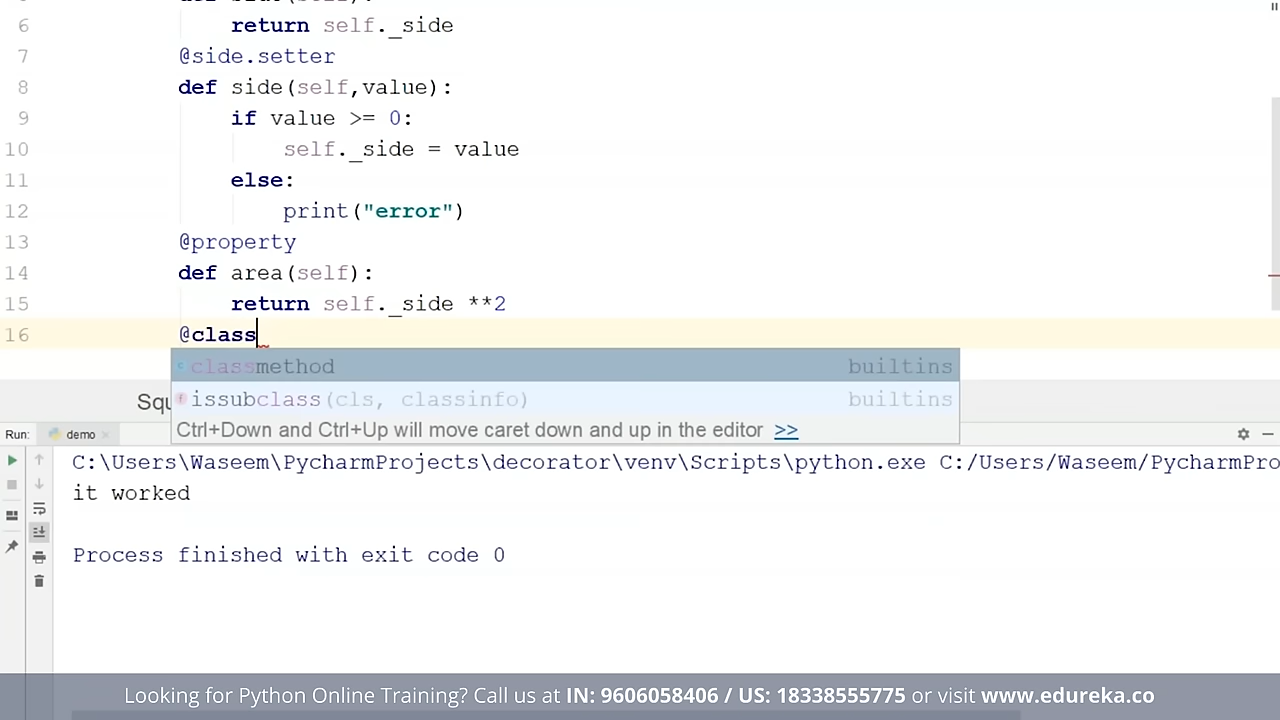 6 return self._side
7 @side.setter
8 def side(self,value):
9 if value >= 0:
10 self._side = value
11 else:
12 print("error")
13 @property
14 def area(self):
15 return self._side **2
16 @class
classmethod builtins
issubclass(cls, classinfo) builtins
Ctrl+Down and Ctrl+Up will move caret down and up in the editor >>
Squ
Run: demo
C:\Users\Waseem\PycharmProjects\decorator\venv\Scripts\python.exe C:/Users/Waseem/PycharmPro
it worked
Process finished with exit code 0
Looking for Python Online Training? Call us at IN: 9606058406 / US: 18338555775 or visit www.edureka.co